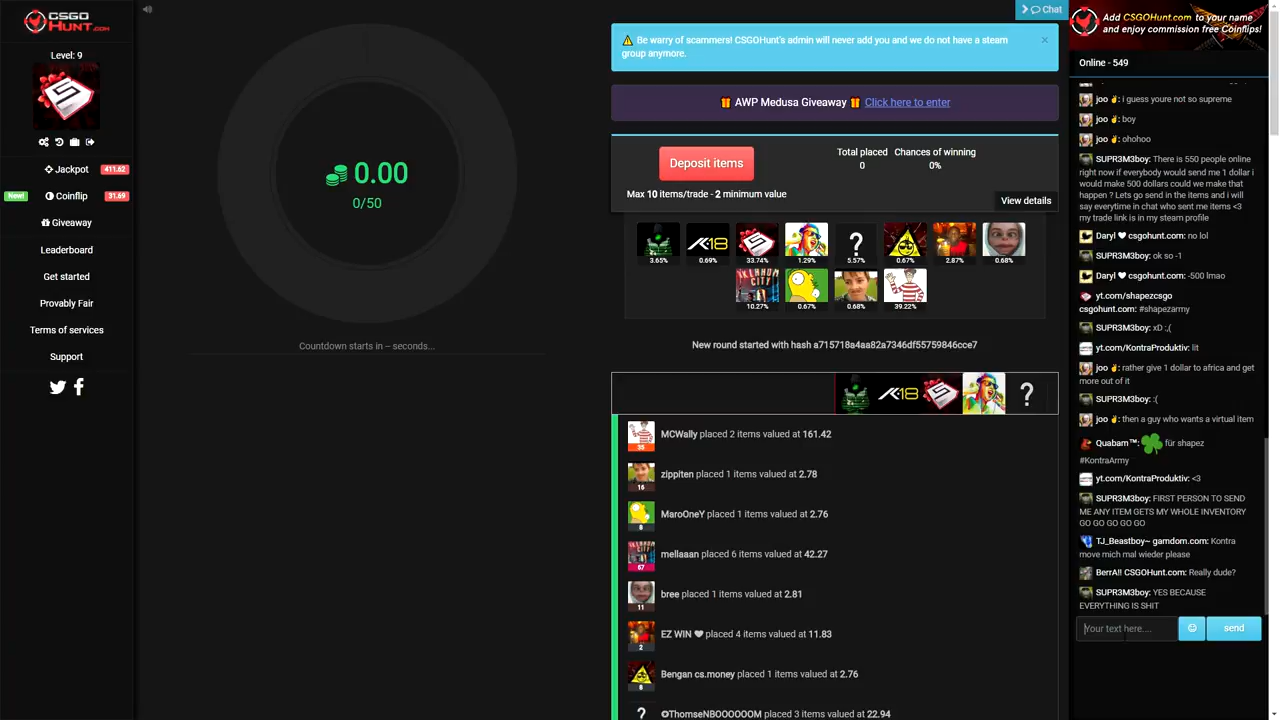 CSGO
HUNT.COM
Level: 9
Jackpot 411.62
New! Coinflip 31.69
Giveaway
Leaderboard
Get started
Provably Fair
Terms of services
Support
0.00
0/50
Countdown starts in -- seconds...
Chat
Be warry of scammers! CSGOHunt's admin will never add you and we do not have a steam
group anymore.
×
AWP Medusa Giveaway Click here to enter
Deposit items
Total placed
0
Chances of winning
0%
Max 10 items/trade - 2 minimum value
View details
3.65% 0.69% 33.74% 1.29% 5.57% 0.67% 2.87% 0.68%
10.27% 0.67% 0.68% 39.22%
New round started with hash a715718a4aa82a7346df55759846cce7
MCWally placed 2 items valued at 161.42
35
zippiten placed 1 items valued at 2.78
16
MaroOneY placed 1 items valued at 2.76
8
mellaaan placed 6 items valued at 42.27
67
bree placed 1 items valued at 2.81
11
EZ WIN ❤ placed 4 items valued at 11.83
2
Bengan cs.money placed 1 items valued at 2.76
8
ThomseNBOOOOOOM placed 3 items valued at 22.94
Add CSGOHunt.com to your name
and enjoy commission free Coinflips!
Online - 549
joo ✌: i guess youre not so supreme
joo ✌: boy
joo ✌: ohohoo
SUPR3M3boy: There is 550 people online
right now if everybody would send me 1 dollar i
would make 500 dollars could we make that
happen ? Lets go send in the items and i will
say everytime in chat who sent me items <3
my trade link is in my steam profile
Daryl ❤ csgohunt.com: no lol
SUPR3M3boy: ok so -1
Daryl ❤ csgohunt.com: -500 lmao
yt.com/shapezcsgo
csgohunt.com: #shapezarmy
SUPR3M3boy: xD ;,(
yt.com/KontraProduktiv: lit
joo ✌: rather give 1 dollar to africa and get
more out of it
SUPR3M3boy: :(
joo ✌: then a guy who wants a virtual item
Quabam™: für shapez
#KontraArmy
yt.com/KontraProduktiv: <3
SUPR3M3boy: FIRST PERSON TO SEND
ME ANY ITEM GETS MY WHOLE INVENTORY
GO GO GO GO GO
TJ_Beastboy~ gamdom.com: Kontra
move mich mal wieder please
BerrA!! CSGOHunt.com: Really dude?
SUPR3M3boy: YES BECAUSE
EVERYTHING IS SHIT
Your text here....
send